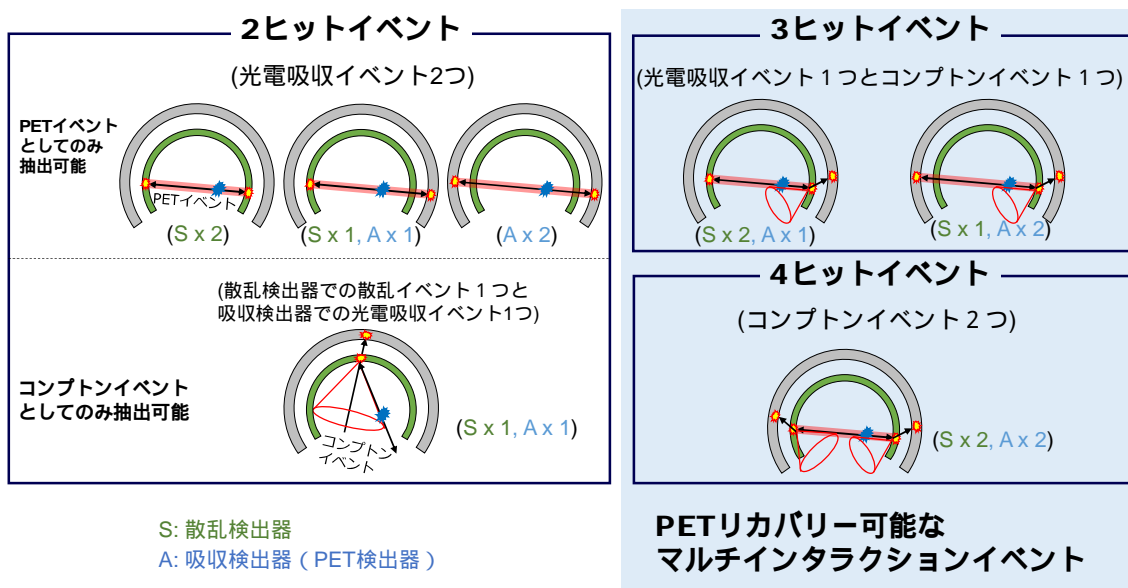 2ヒットイベント
(光電吸収イベント2つ)
PETイベント
としてのみ
抽出可能
PETイベント
(S x 2)
(S x 1, A x 1)
(A x 2)
(散乱検出器での散乱イベント１つと
吸収検出器での光電吸収イベント1つ)
コンプトンイベント
としてのみ抽出可能
コンプトン
イベント
(S x 1, A x 1)
S: 散乱検出器
A: 吸収検出器（PET検出器）
3ヒットイベント
(光電吸収イベント１つとコンプトンイベント１つ)
(S x 2, A x 1)
(S x 1, A x 2)
4ヒットイベント
(コンプトンイベント２つ)
(S x 2, A x 2)
PETリカバリー可能な
マルチインタラクションイベント